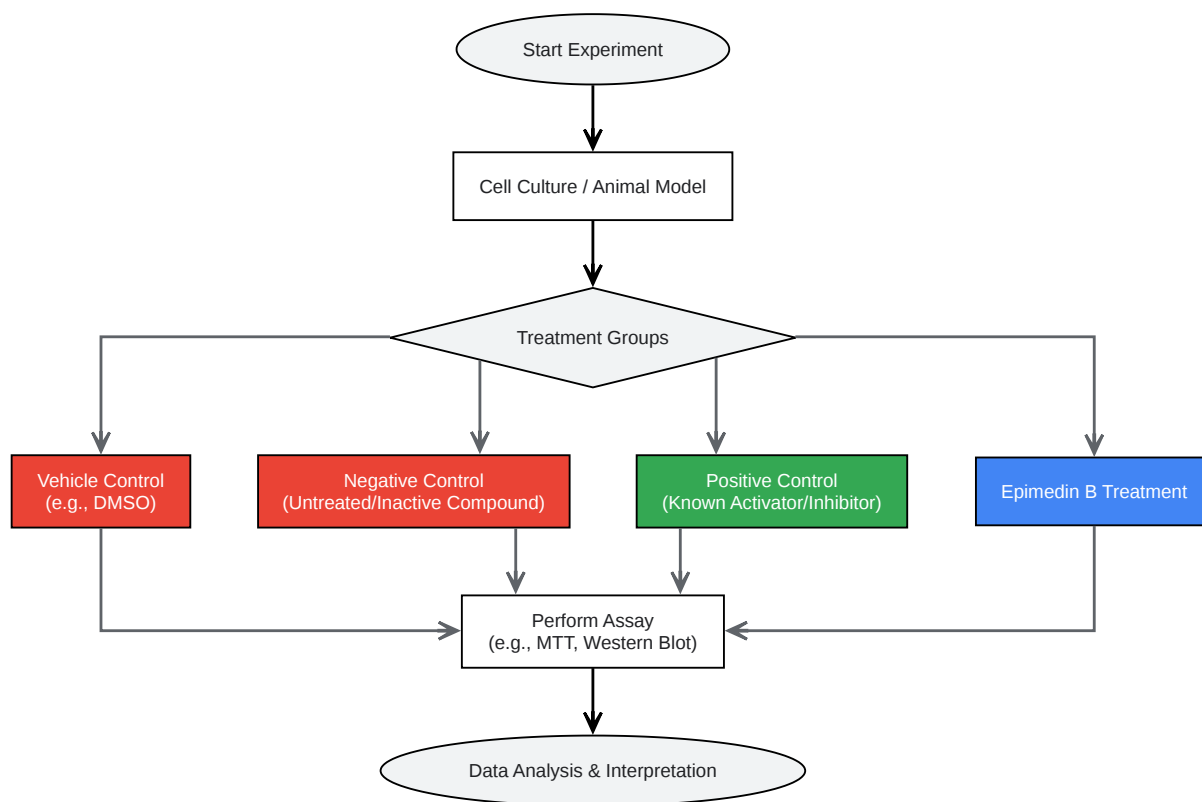 Start Experiment
Cell Culture / Animal Model
Treatment Groups
Vehicle Control
(e.g., DMSO)
Negative Control
(Untreated/Inactive Compound)
Positive Control
(Known Activator/Inhibitor)
Epimedin B Treatment
Perform Assay
(e.g., MTT, Western Blot)
Data Analysis & Interpretation